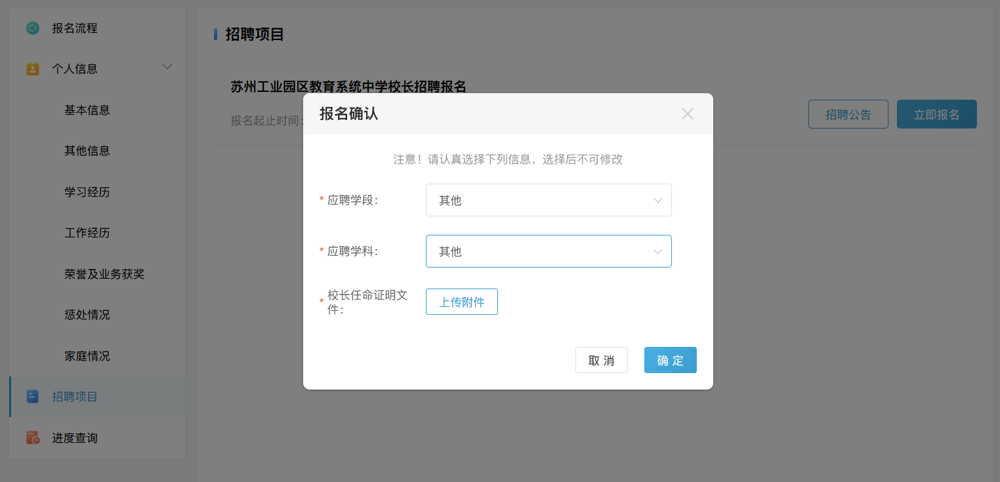 报名流程
个人信息
基本信息
其他信息
学习经历
工作经历
荣誉及业务获奖
惩处情况
家庭情况
招聘项目
进度查询
招聘项目
苏州工业园区教育系统中学校长招聘报名
报名起止时间：
招聘公告
立即报名
报名确认
注意！请认真选择下列信息，选择后不可修改
* 应聘学段： 其他
* 应聘学科： 其他
* 校长任命证明文
件：
上传附件
取 消
确 定